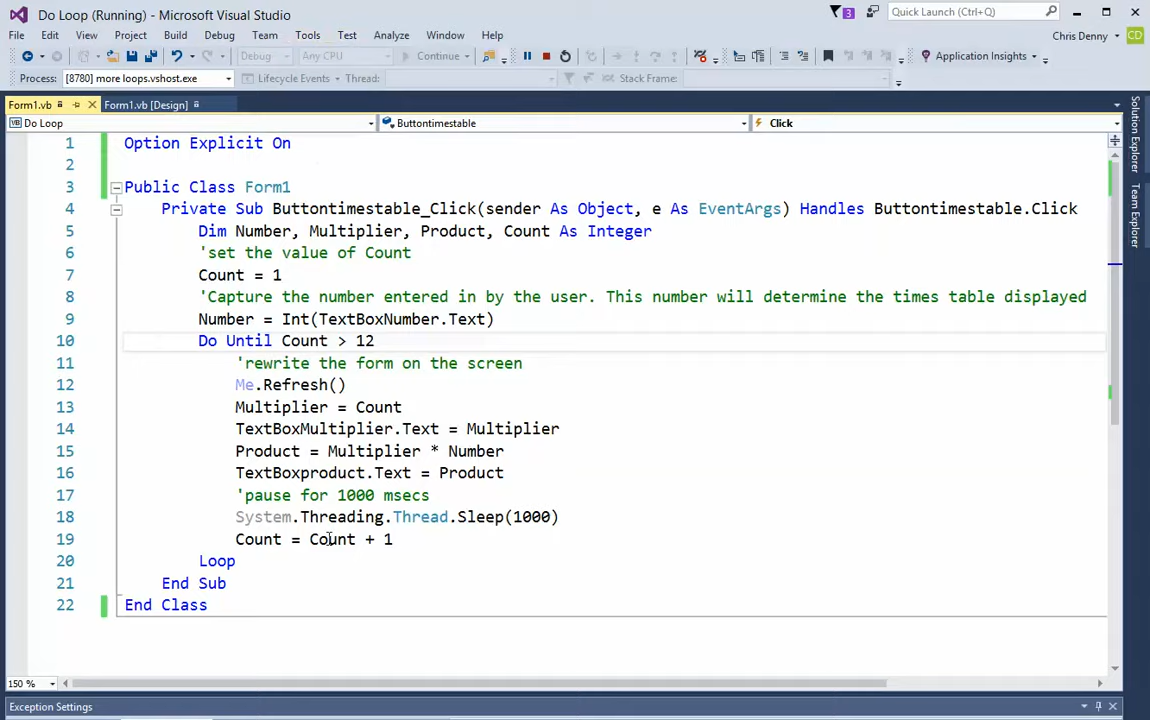 Do Loop (Running) - Microsoft Visual Studio
3
Quick Launch (Ctrl+Q)
File Edit View Project Build Debug Team Tools Test Analyze Window Help
Chris Denny CD
Debug Any CPU Continue Application Insights
Process: [8780] more loops.vshost.exe Lifecycle Events Thread: Stack Frame:
Form1.vb Form1.vb [Design]
Do Loop Buttontimestable Click
1 Option Explicit On
2
3 Public Class Form1
4 Private Sub Buttontimestable_Click(sender As Object, e As EventArgs) Handles Buttontimestable.Click
5 Dim Number, Multiplier, Product, Count As Integer
6 'set the value of Count
7 Count = 1
8 'Capture the number entered in by the user. This number will determine the times table displayed
9 Number = Int(TextBoxNumber.Text)
10 Do Until Count > 12
11 'rewrite the form on the screen
12 Me.Refresh()
13 Multiplier = Count
14 TextBoxMultiplier.Text = Multiplier
15 Product = Multiplier * Number
16 TextBoxproduct.Text = Product
17 'pause for 1000 msecs
18 System.Threading.Thread.Sleep(1000)
19 Count = Count + 1
20 Loop
21 End Sub
22 End Class
Solution Explorer
Team Explorer
150 %
Exception Settings